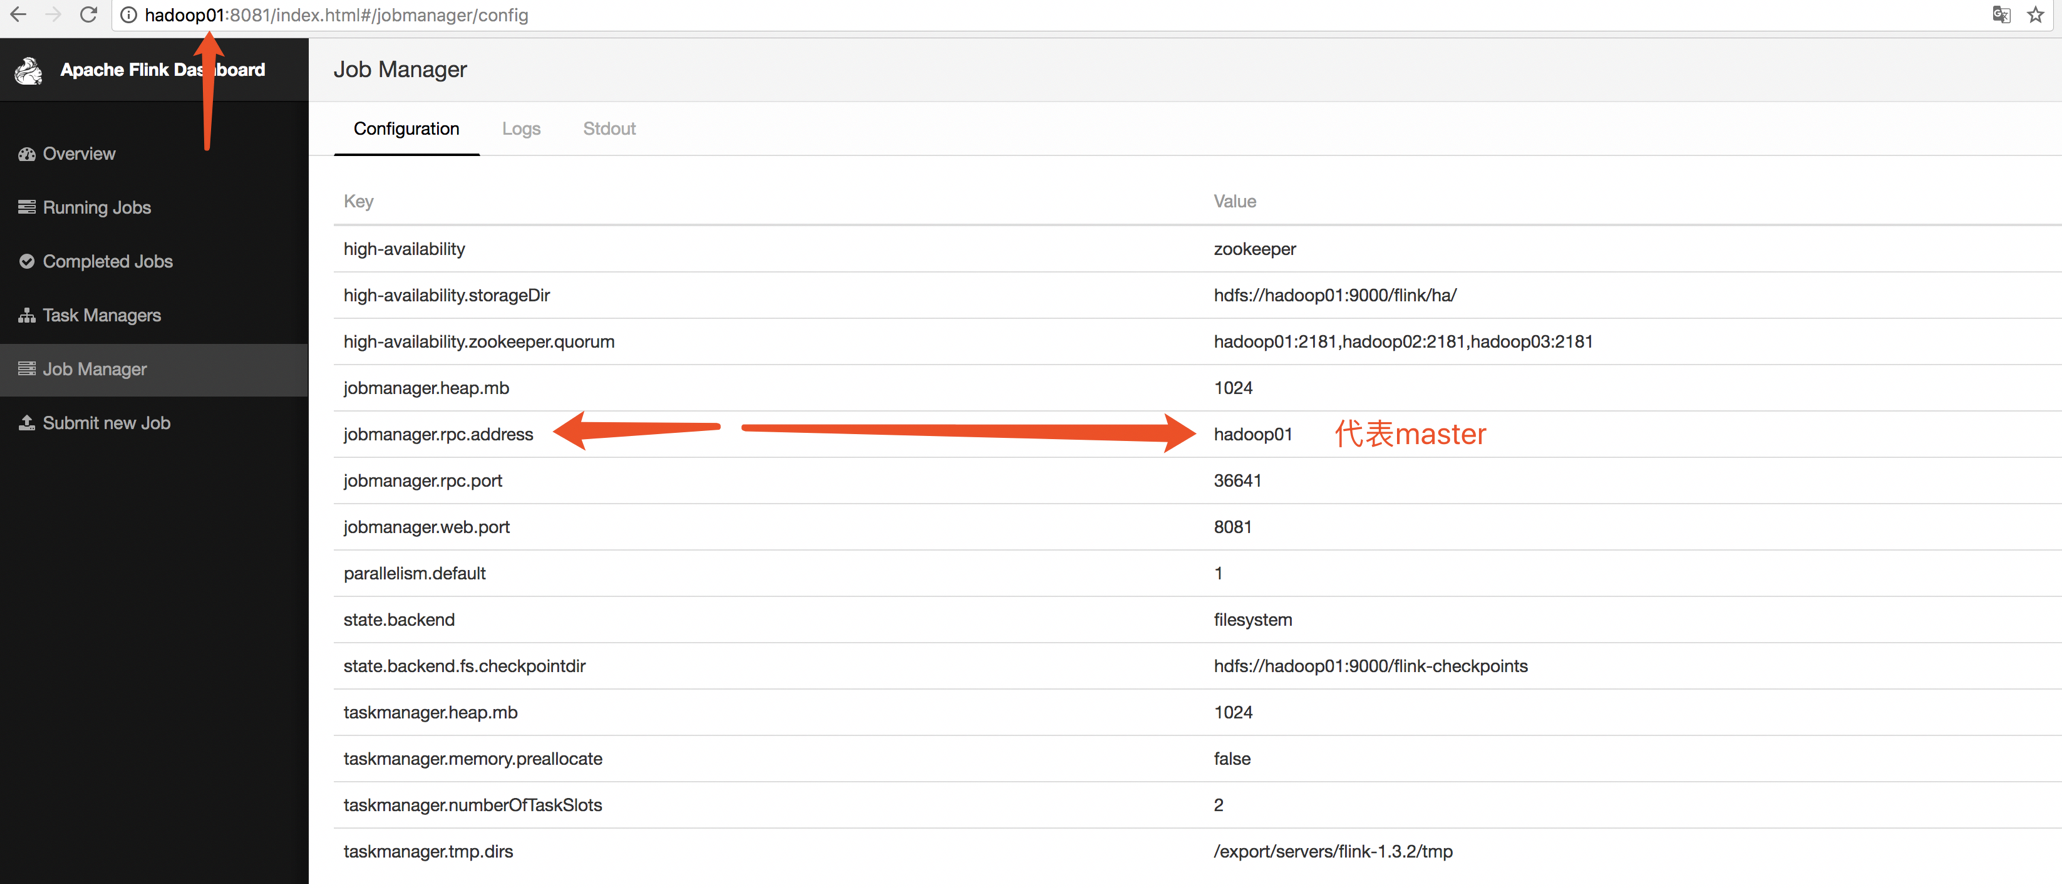 hadoop01:8081/index.html#/jobmanager/config
Apache Flink Dashboard
Overview
Running Jobs
Completed Jobs
Task Managers
Job Manager
Submit new Job
Job Manager
Configuration Logs Stdout
Key Value
high-availability zookeeper
high-availability.storageDir hdfs://hadoop01:9000/flink/ha/
high-availability.zookeeper.quorum hadoop01:2181,hadoop02:2181,hadoop03:2181
jobmanager.heap.mb 1024
jobmanager.rpc.address hadoop01 代表master
jobmanager.rpc.port 36641
jobmanager.web.port 8081
parallelism.default 1
state.backend filesystem
state.backend.fs.checkpointdir hdfs://hadoop01:9000/flink-checkpoints
taskmanager.heap.mb 1024
taskmanager.memory.preallocate false
taskmanager.numberOfTaskSlots 2
taskmanager.tmp.dirs /export/servers/flink-1.3.2/tmp